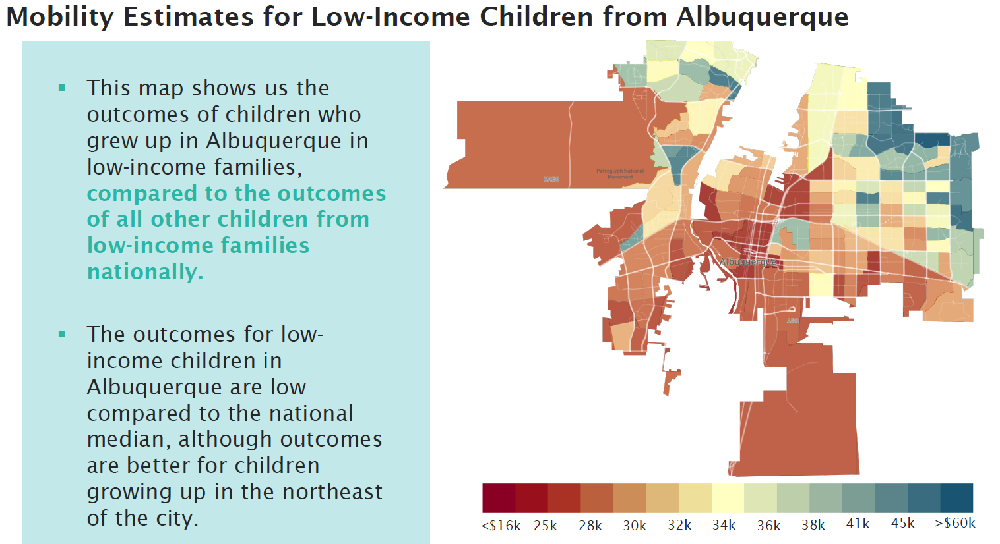 Mobility Estimates for Low-Income Children from Albuquerque
This map shows us the
outcomes of children who
grew up in Albuquerque in
low-income families,
compared to the outcomes
of all other children from
low-income families
nationally.
The outcomes for low-
income children in
Albuquerque are low
compared to the national
median, although outcomes
are better for children
growing up in the northeast
of the city.
Petroglyph National
Monument
Albuquerque
<$16k 25k 28k 30k 32k 34k 36k 38k 41k 45k >$60k